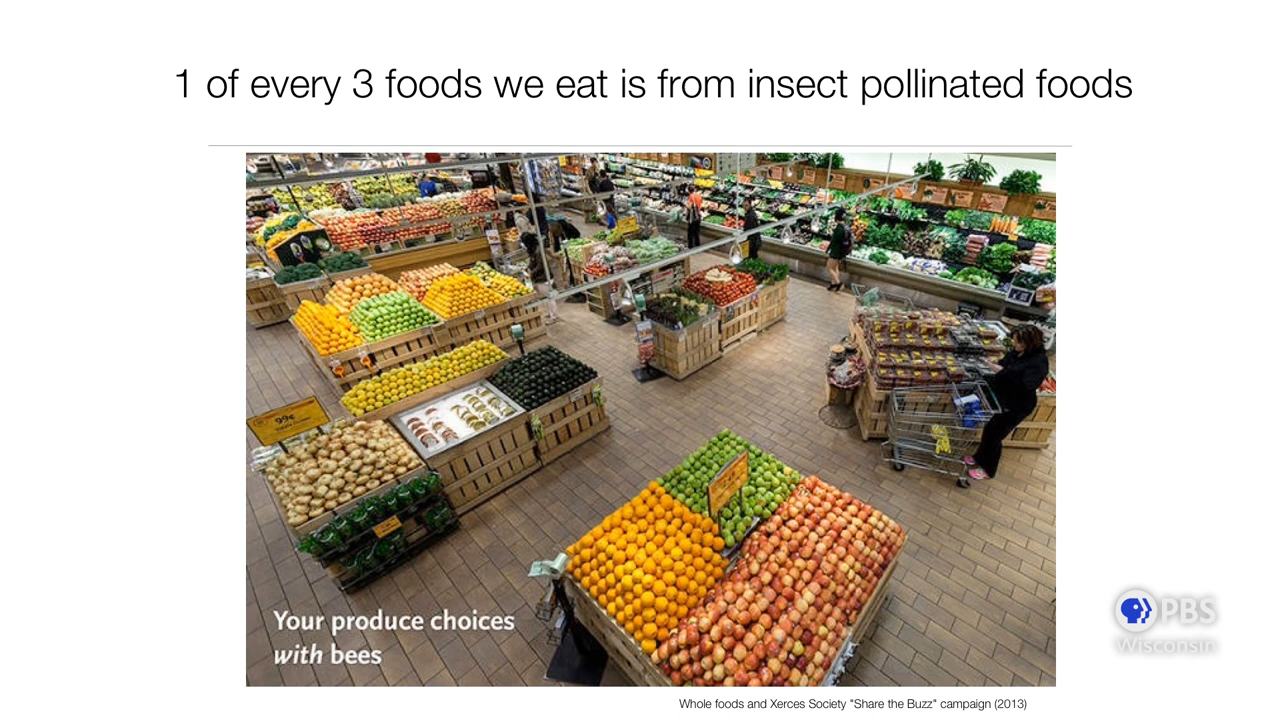 1 of every 3 foods we eat is from insect pollinated foods
99¢
Your produce choices
with bees
PBS
Wisconsin
Whole foods and Xerces Society "Share the Buzz" campaign (2013)